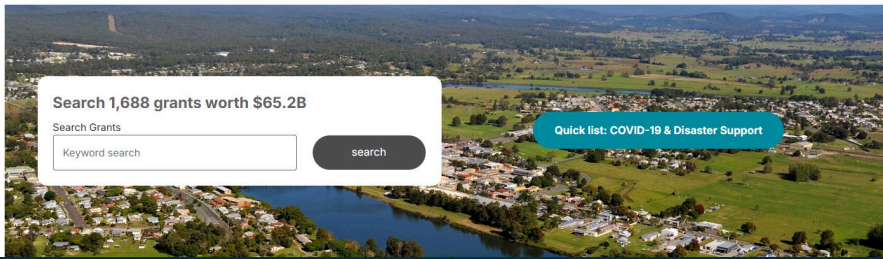 Search 1,688 grants worth $65.2B
Search Grants
Keyword search
search
Quick list: COVID-19 & Disaster Support